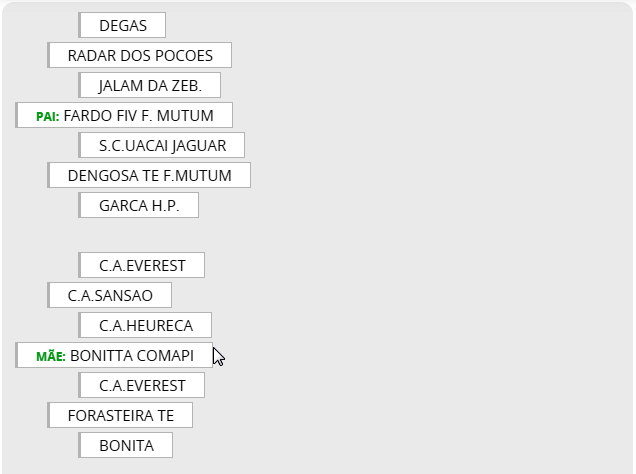 DEGAS
RADAR DOS POCOES
JALAM DA ZEB.
PAI: FARDO FIV F. MUTUM
S.C.UACAI JAGUAR
DENGOSA TE F.MUTUM
GARCA H.P.
C.A.EVEREST
C.A.SANSAO
C.A.HEURECA
MÃE: BONITTA COMAPI
C.A.EVEREST
FORASTEIRA TE
BONITA